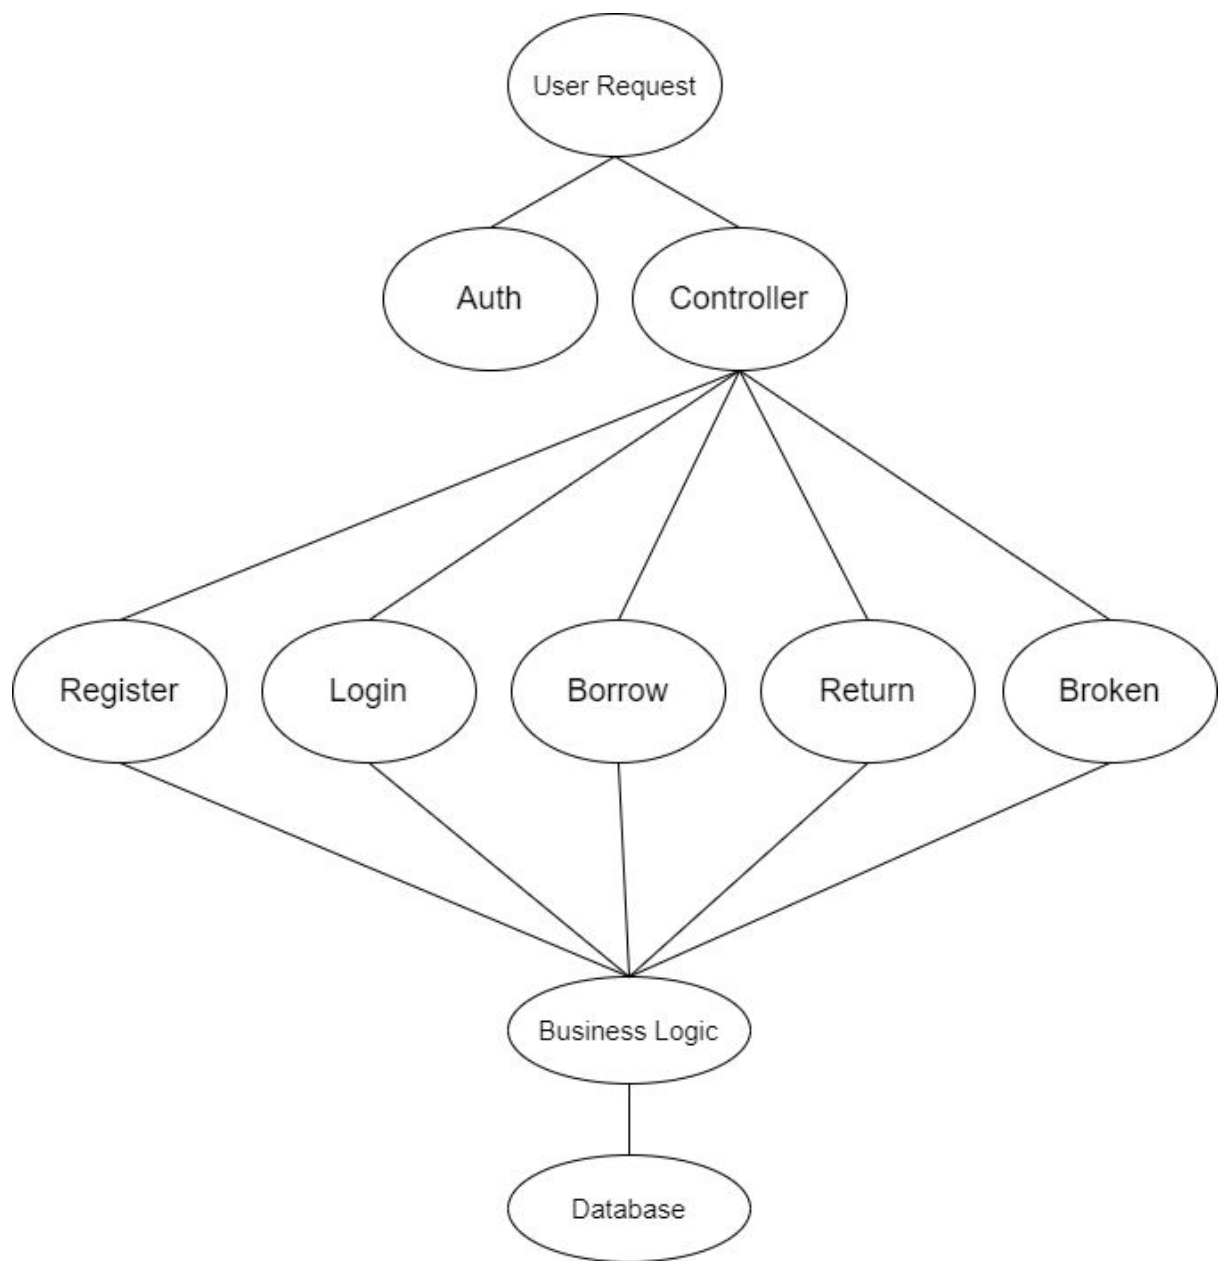 User Request
Auth
Controller
Register
Login
Borrow
Return
Broken
Business Logic
Database